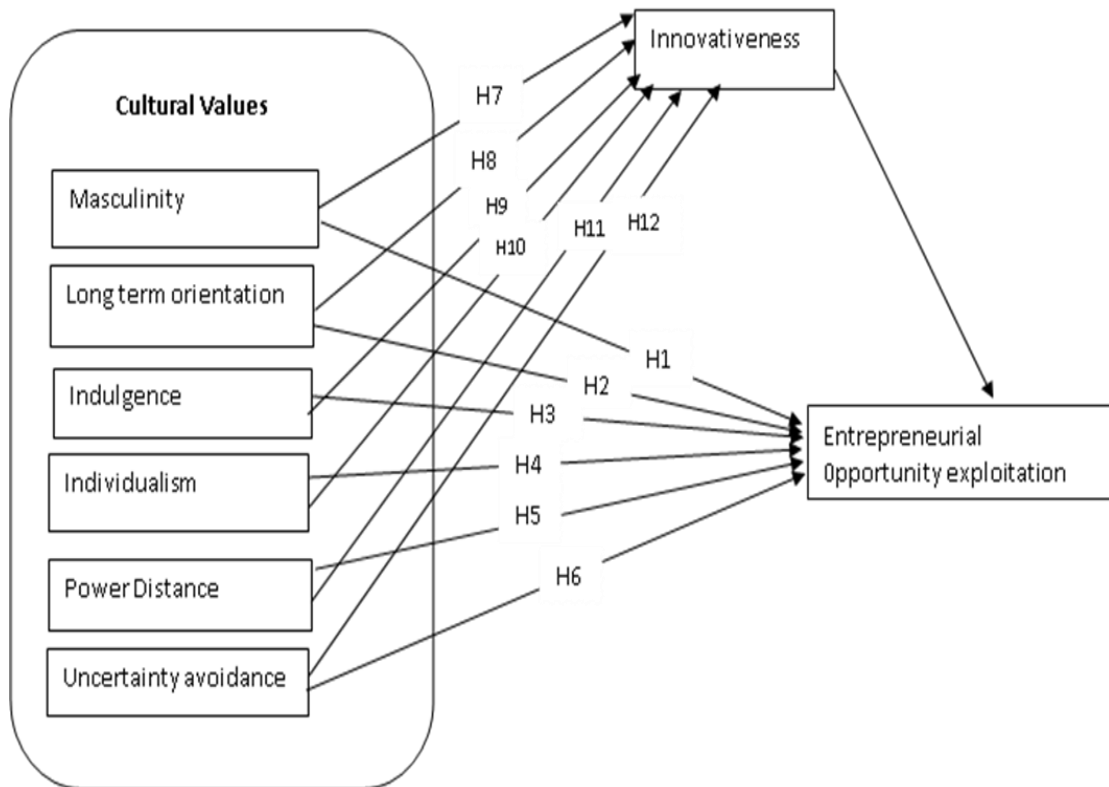 Innovativeness
Cultural Values
H7
H8
Masculinity
H9
H10
H11
H12
Long term orientation
H1
H2
Indulgence
H3
Entrepreneurial
0pportunity exploitation
Individualism
H4
H5
Power Distance
H6
Uncertainty avoidance